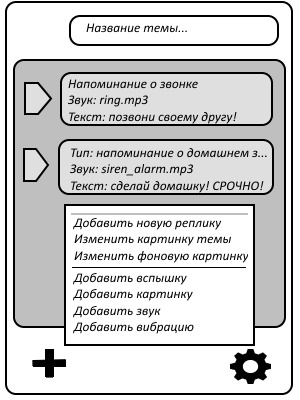 Название темы...
Напоминание о звонке
Звук: ring.mp3
Текст: позвони своему другу!
Тип: напоминание о домашнем з...
Звук: siren_alarm.mp3
Текст: сделай домашку! СРОЧНО!
Добавить новую реплику
Изменить картинку темы
Изменить фоновую картинку
Добавить вспышку
Добавить картинку
Добавить звук
Добавить вибрацию